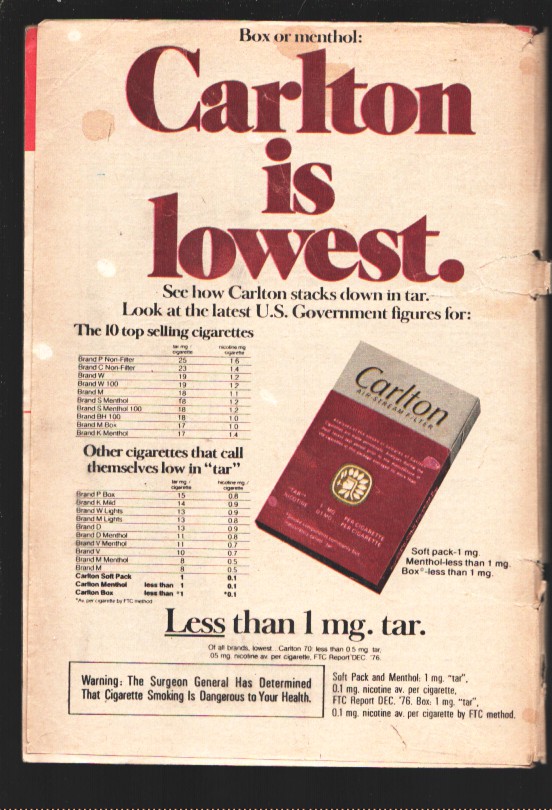 Box or menthol:
Carlton
is
lowest.
See how Carlton stacks down in tar.
Look at the latest U.S. Government figures for:
The 10 top selling cigarettes
tar mg./ cigarette nicotine mg./ cigarette
Brand P Non-Filter 25 1.6
Brand C Non-Filter 23 1.4
Brand W 19 1.2
Brand W 100 19 1.2
Brand M 18 1.1
Brand S Menthol 18 1.2
Brand S Menthol 100 18 1.2
Brand BH 100 18 1.0
Brand M Box 17 1.0
Brand K Menthol 17 1.4
Other cigarettes that call
themselves low in "tar"
tar mg./ cigarette nicotine mg./ cigarette
Brand P Box 15 0.8
Brand K Mild 14 0.9
Brand W Lights 13 0.9
Brand M Lights 13 0.8
Brand D 13 0.9
Brand D Menthol 11 0.8
Brand V Menthol 11 0.7
Brand V 10 0.7
Brand M Menthol 8 0.5
Brand M 8 0.5
Carlton Soft Pack 1 0.1
Carlton Menthol less than 1 0.1
Carlton Box less than *1 *0.1
*Av. per cigarette by FTC method
Carlton
AIR-STREAM FILTER
"TAR" 1 MG. PER CIGARETTE
NICOTINE 0.1 MG. PER CIGARETTE
Soft pack-1 mg.
Menthol-less than 1 mg.
Box®-less than 1 mg.
Less than 1 mg. tar.
Of all brands, lowest...Carlton 70: less than 0.5 mg. tar,
.05 mg. nicotine av. per cigarette, FTC Report DEC. '76.
Warning: The Surgeon General Has Determined
That Cigarette Smoking Is Dangerous to Your Health.
Soft Pack and Menthol: 1 mg. "tar",
0.1 mg. nicotine av. per cigarette,
FTC Report DEC. '76. Box: 1 mg. "tar",
0.1 mg. nicotine av. per cigarette by FTC method.